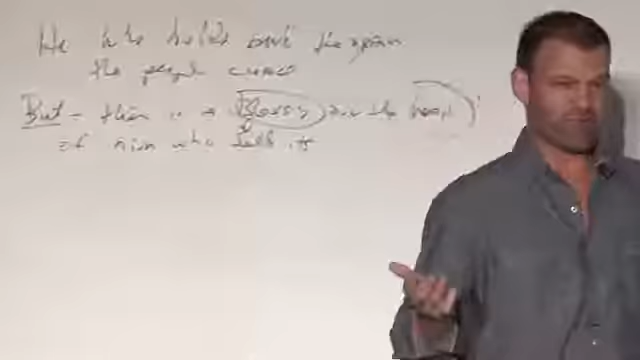 He who holds back the grain
the people curse
But - there is a Blessing over the head
of him who sells it